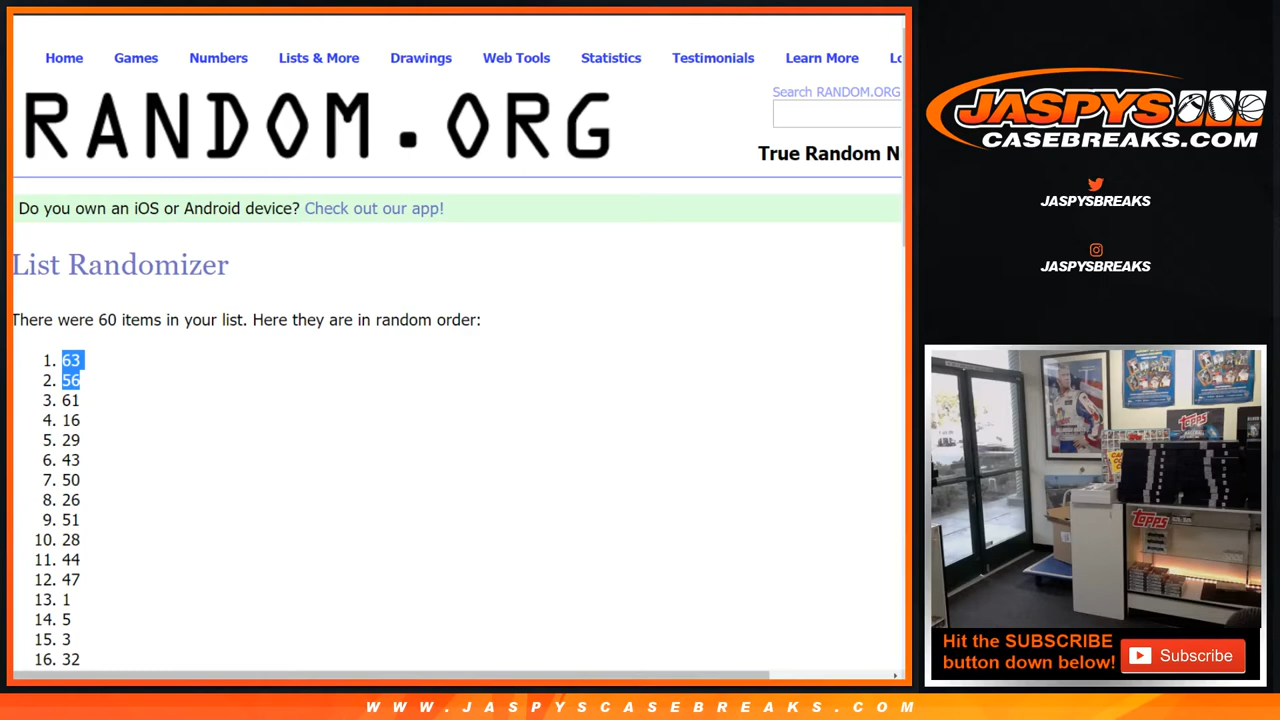 Home Games Numbers Lists & More Drawings Web Tools Statistics Testimonials Learn More Lo
RANDOM.ORG
Search RANDOM.ORG
True Random N
Do you own an iOS or Android device? Check out our app!
List Randomizer
There were 60 items in your list. Here they are in random order:
1. 63
2. 56
3. 61
4. 16
5. 29
6. 43
7. 50
8. 26
9. 51
10. 28
11. 44
12. 47
13. 1
14. 5
15. 3
16. 32
JASPYS
CASEBREAKS.COM
JASPYSBREAKS
JASPYSBREAKS
Topps
Topps
Hit the SUBSCRIBE
button down below!
Subscribe
WWW.JASPYSCASEBREAKS.COM